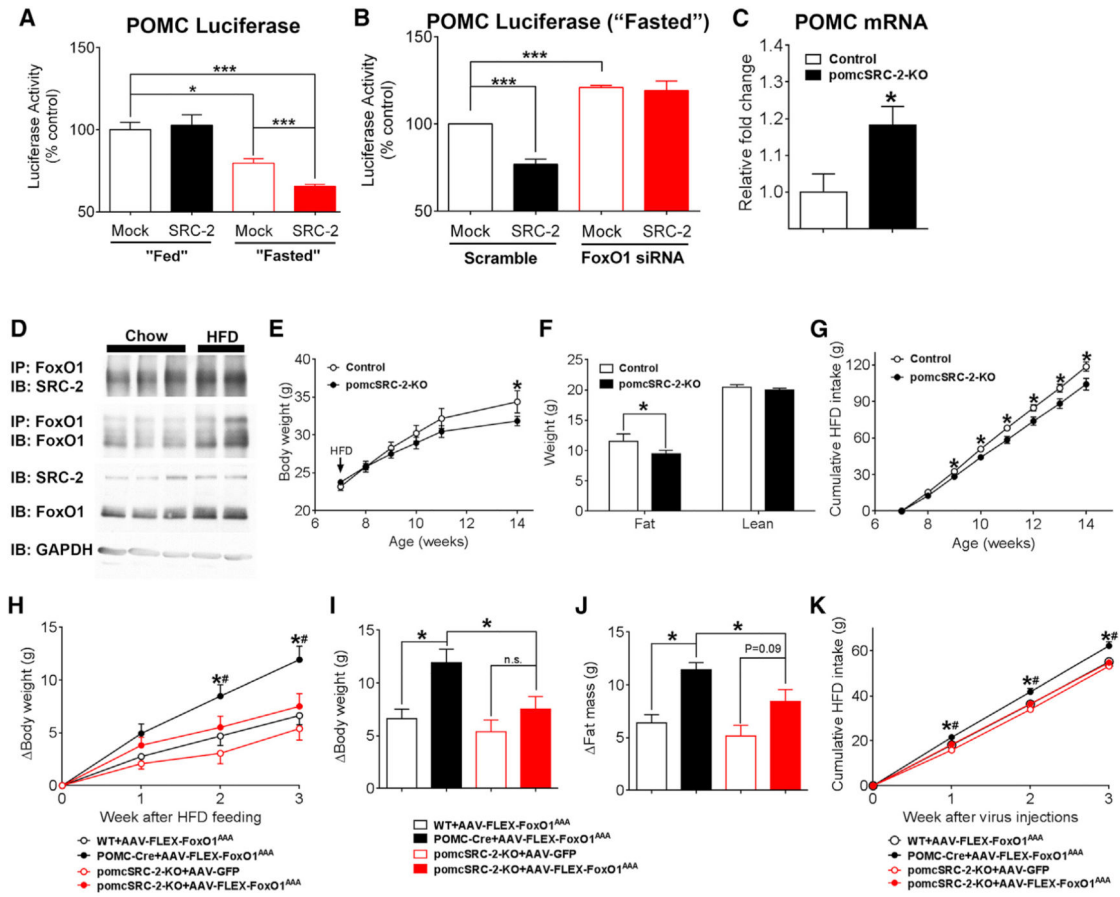 A
POMC Luciferase
Luciferase Activity
(% control)
150
100
50
***
*
***
Mock
SRC-2
Mock
SRC-2
"Fed"
"Fasted"
B
POMC Luciferase ("Fasted")
Luciferase Activity
(% control)
150
100
50
***
***
Mock
SRC-2
Mock
SRC-2
Scramble
FoxO1 siRNA
C
POMC mRNA
Control
pomcSRC-2-KO
Relative fold change
1.4
1.3
1.2
1.1
1.0
*
D
Chow
HFD
IP: FoxO1
IB: SRC-2
IP: FoxO1
IB: FoxO1
IB: SRC-2
IB: FoxO1
IB: GAPDH
E
Control
pomcSRC-2-KO
Body weight (g)
40
35
30
25
20
HFD
*
6
8
10
12
14
Age (weeks)
F
Control
pomcSRC-2-KO
Weight (g)
25
20
15
10
5
0
*
Fat
Lean
G
Control
pomcSRC-2-KO
Cumulative HFD intake (g)
120
90
60
30
0
* * * * * *
6
8
10
12
14
Age (weeks)
H
ΔBody weight (g)
15
10
5
0
*#
*#
0
1
2
3
Week after HFD feeding
WT+AAV-FLEX-FoxO1AAA
POMC-Cre+AAV-FLEX-FoxO1AAA
pomcSRC-2-KO+AAV-GFP
pomcSRC-2-KO+AAV-FLEX-FoxO1AAA
I
ΔBody weight (g)
15
10
5
0
*
*
n.s.
WT+AAV-FLEX-FoxO1AAA
POMC-Cre+AAV-FLEX-FoxO1AAA
pomcSRC-2-KO+AAV-GFP
pomcSRC-2-KO+AAV-FLEX-FoxO1AAA
J
ΔFat mass (g)
15
10
5
0
*
*
P=0.09
K
Cumulative HFD intake (g)
60
40
20
0
*#
*#
*#
0
1
2
3
Week after virus injections
WT+AAV-FLEX-FoxO1AAA
POMC-Cre+AAV-FLEX-FoxO1AAA
pomcSRC-2-KO+AAV-GFP
pomcSRC-2-KO+AAV-FLEX-FoxO1AAA